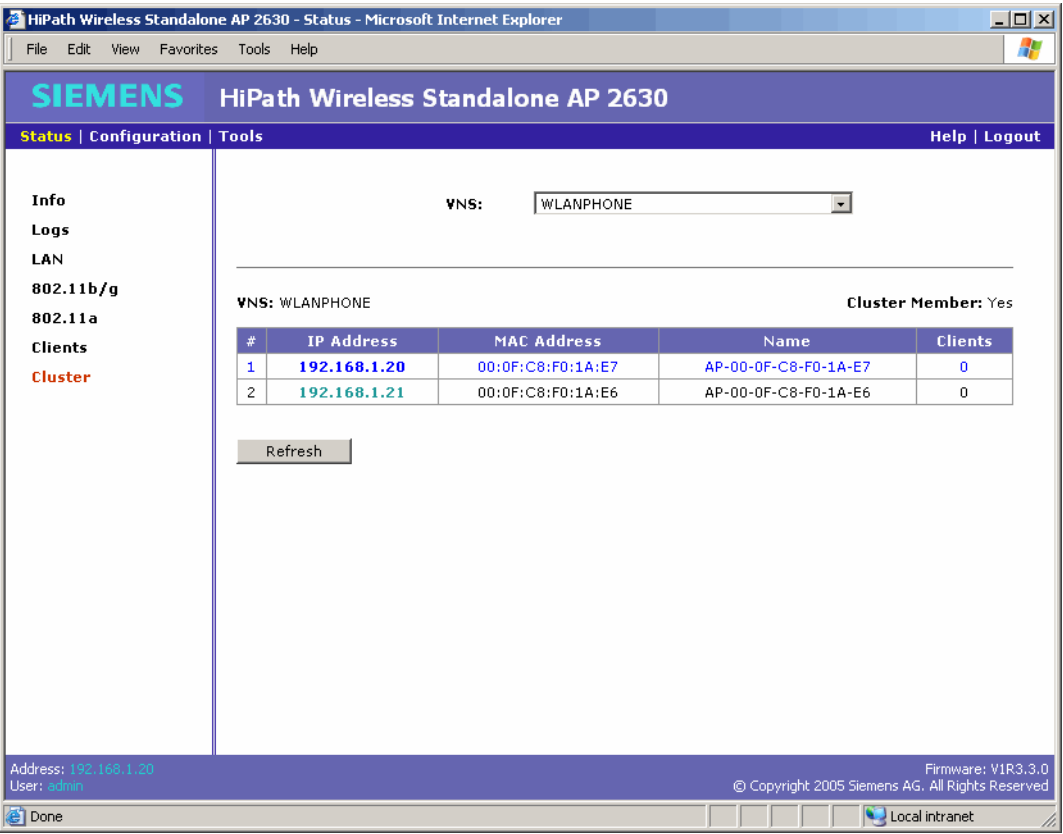 HiPath Wireless Standalone AP 2630 - Status - Microsoft Internet Explorer
File Edit View Favorites Tools Help
SIEMENS HiPath Wireless Standalone AP 2630
Status | Configuration | Tools Help | Logout
Info
Logs
LAN
802.11b/g
802.11a
Clients
Cluster
VNS: WLANPHONE
VNS: WLANPHONE Cluster Member: Yes
# IP Address MAC Address Name Clients
1 192.168.1.20 00:0F:C8:F0:1A:E7 AP-00-0F-C8-F0-1A-E7 0
2 192.168.1.21 00:0F:C8:F0:1A:E6 AP-00-0F-C8-F0-1A-E6 0
Refresh
Address: 192.168.1.20 Firmware: V1R3.3.0
User: admin © Copyright 2005 Siemens AG. All Rights Reserved
Done Local intranet